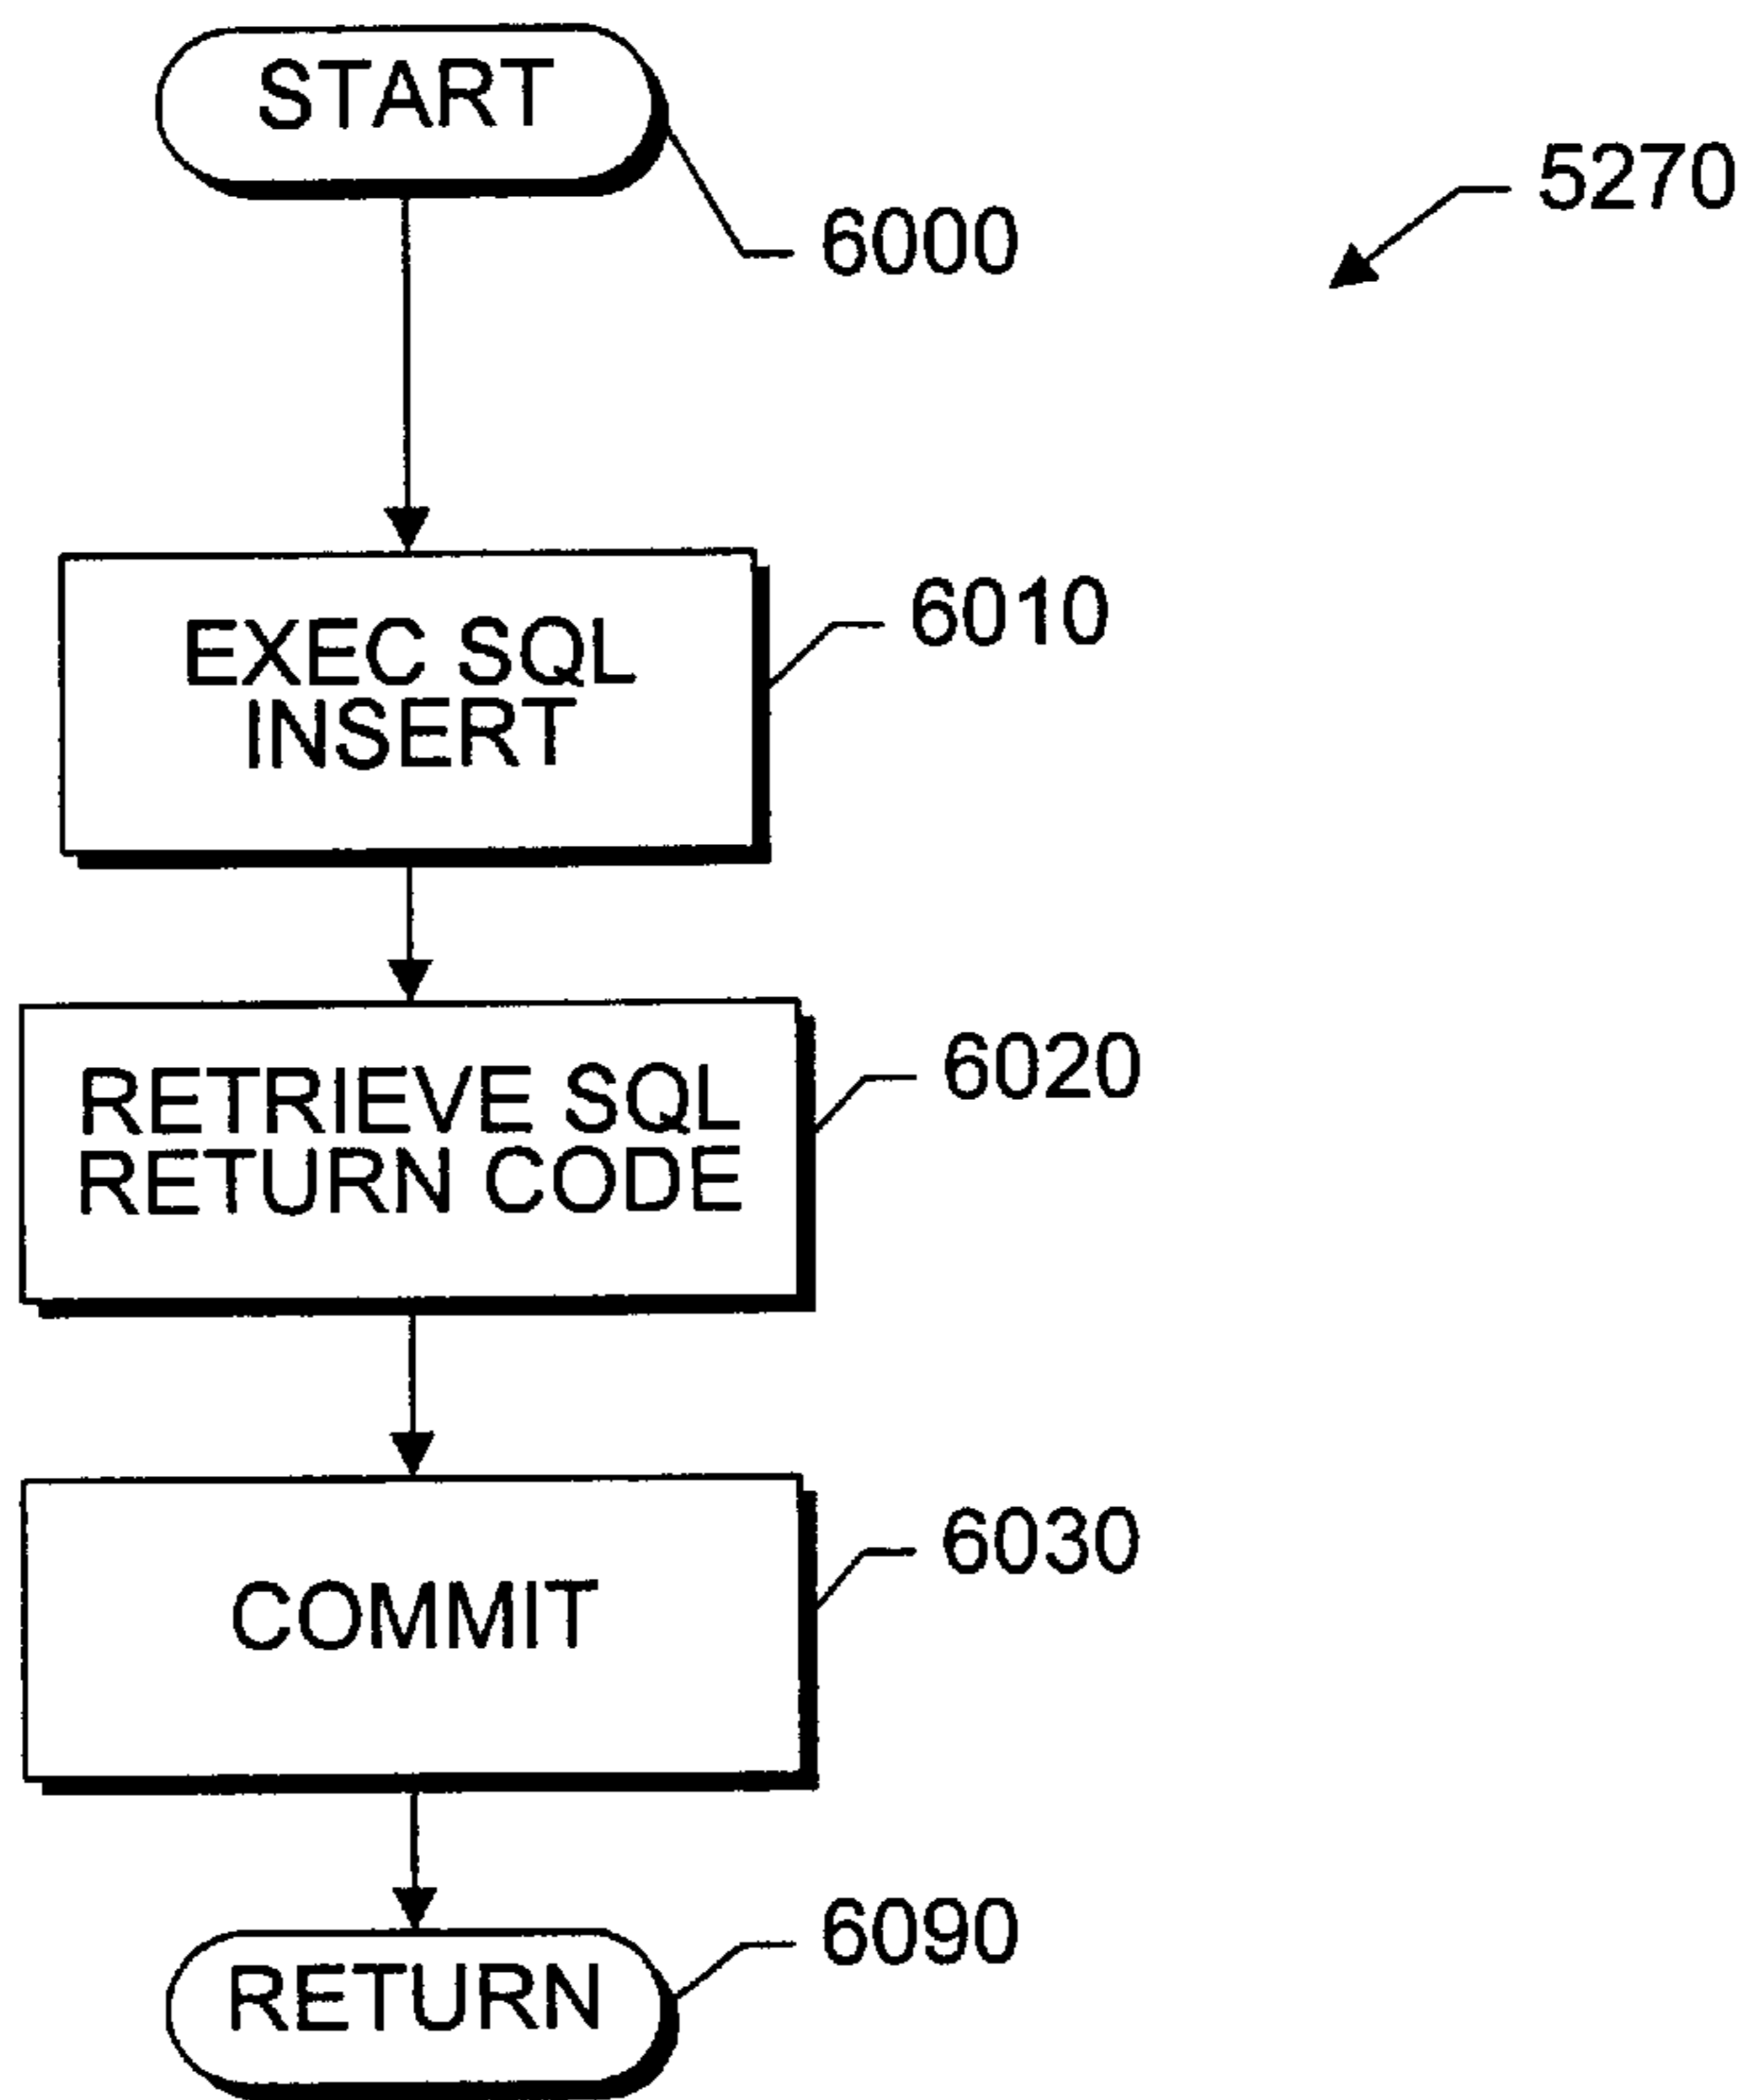 START
6000
5270
EXEC SQL
INSERT
6010
RETRIEVE SQL
RETURN CODE
6020
COMMIT
6030
RETURN
6090